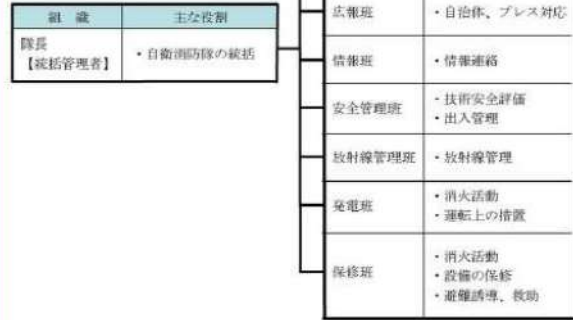 組　織
主な役割
隊長
【統括管理者】
・自衛消防隊の統括
広報班
・自治体、プレス対応
情報班
・情報連絡
安全管理班
・技術安全評価
・出入管理
放射線管理班
・放射線管理
発電班
・消火活動
・運転上の措置
保修班
・消火活動
・設備の保修
・避難誘導、救助